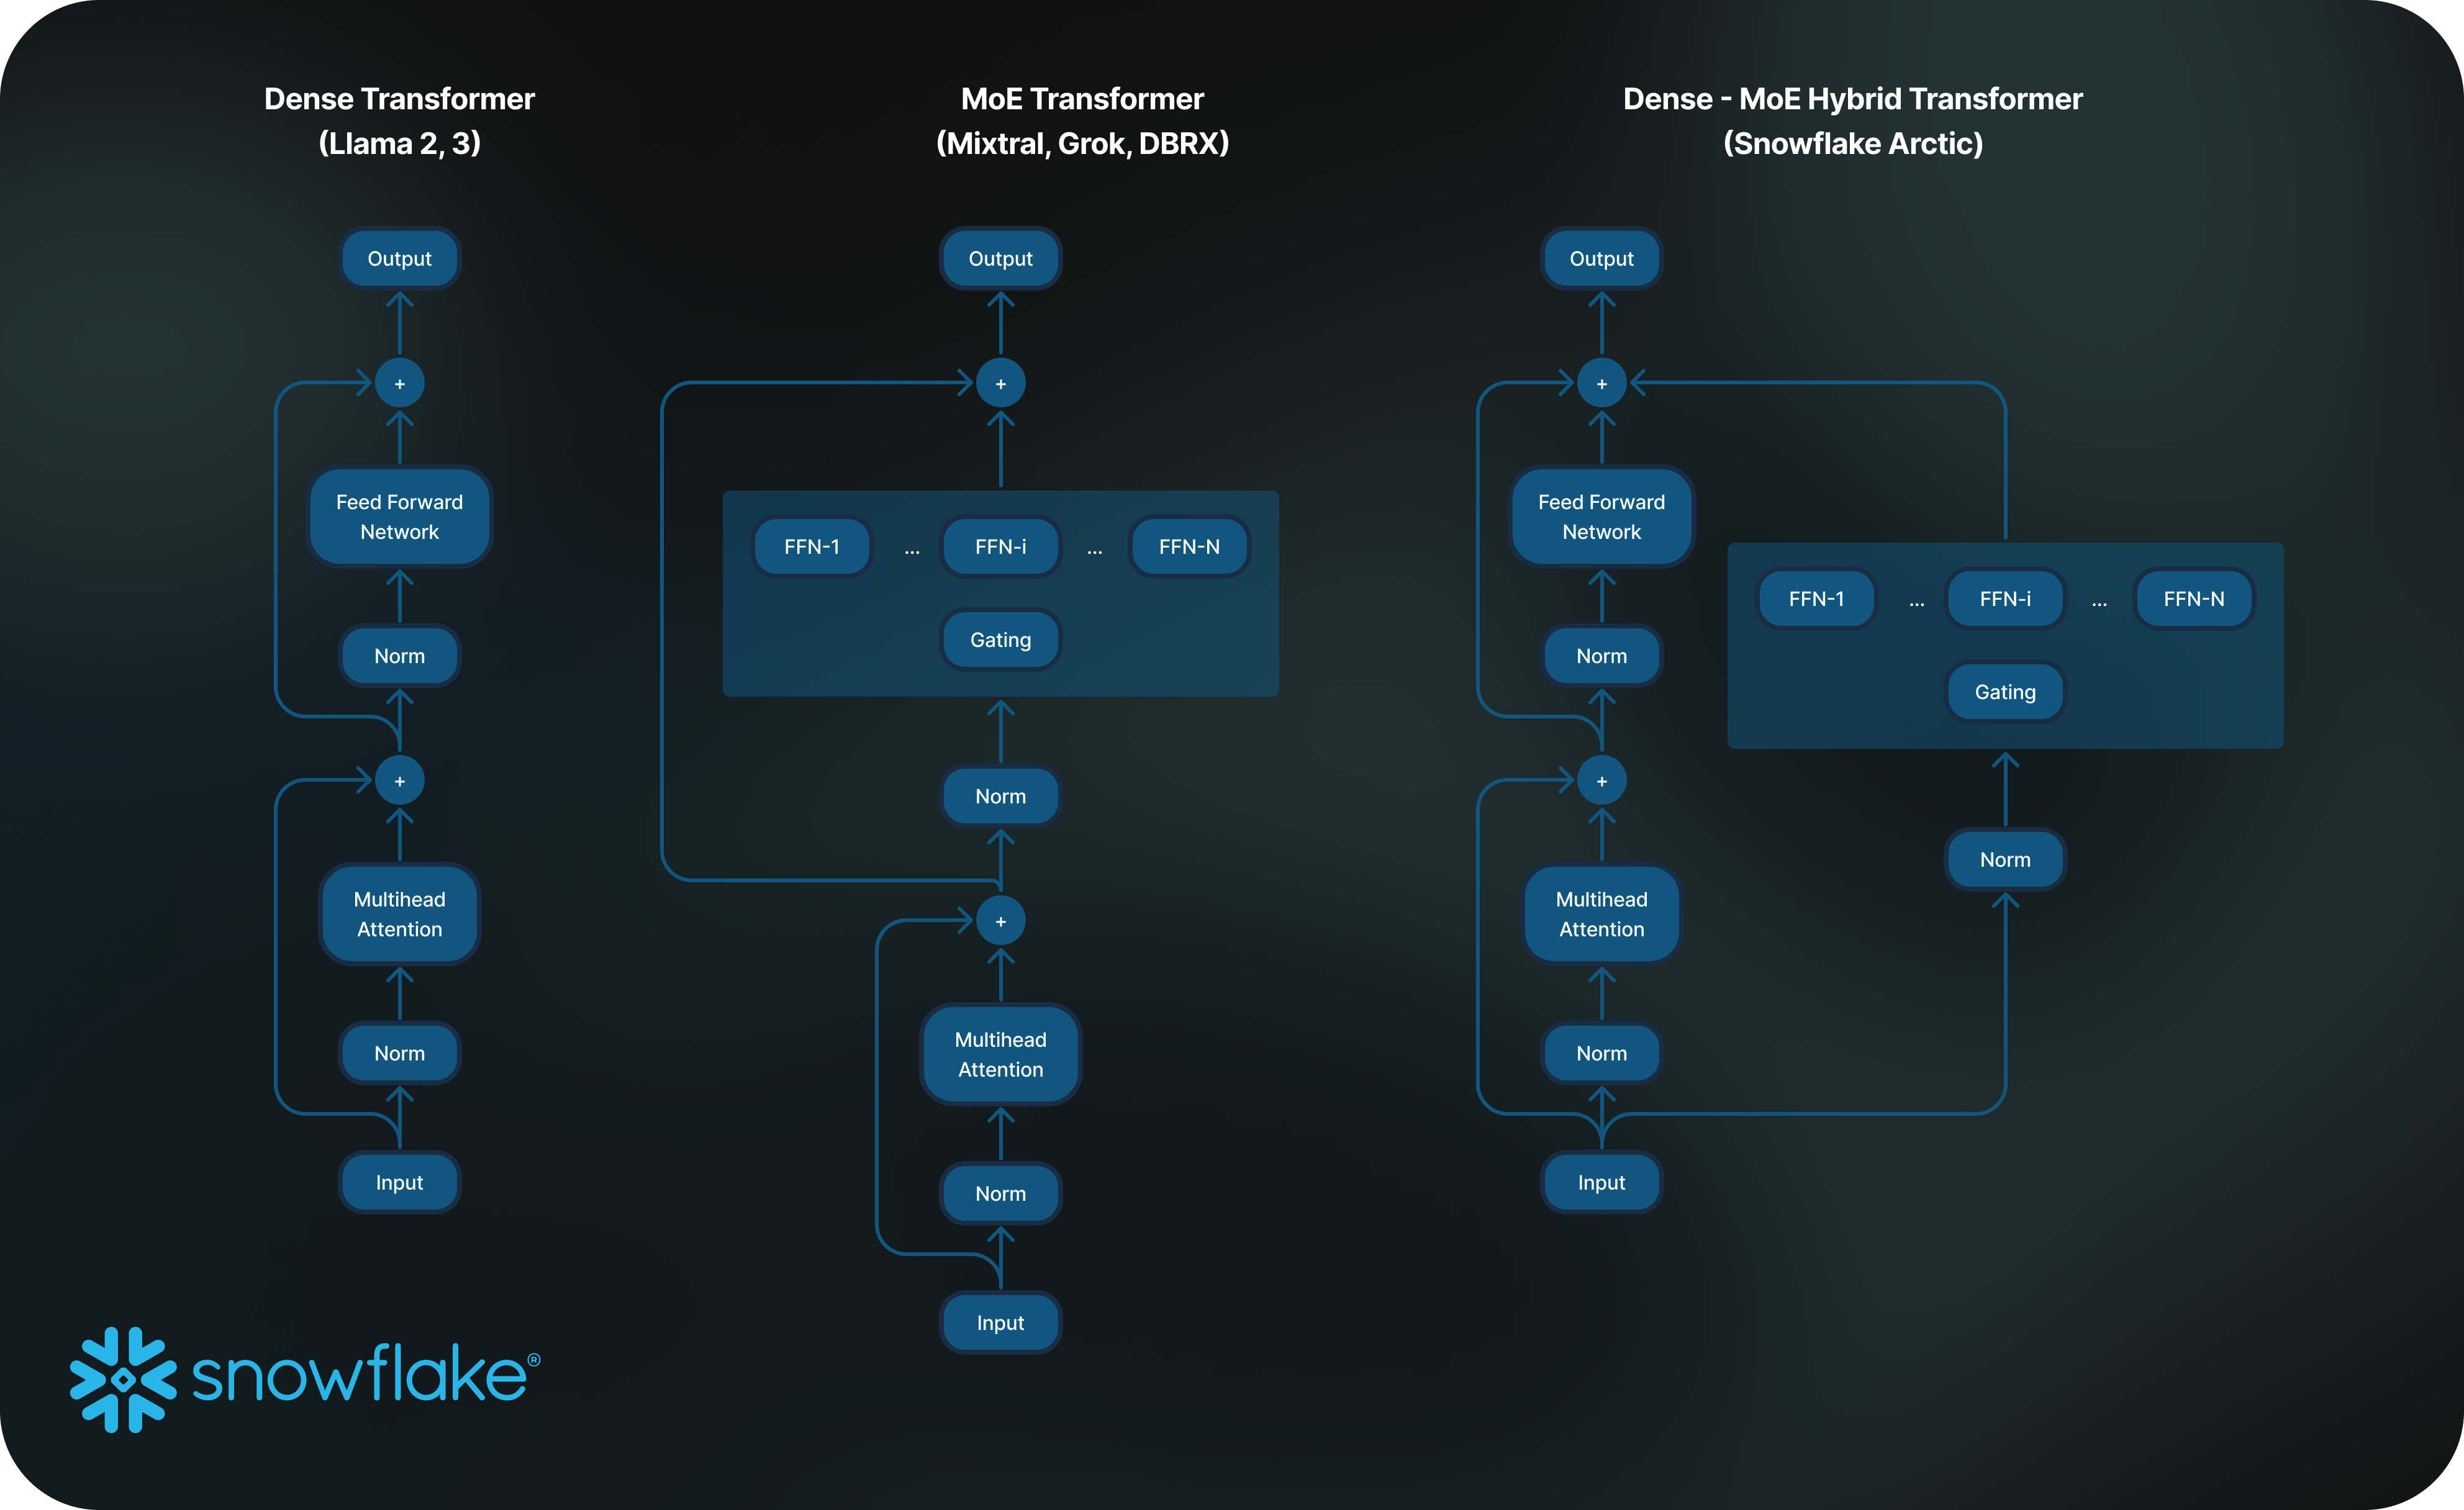 Dense Transformer
(Llama 2, 3)
Output
+
Feed Forward
Network
Norm
+
Multihead
Attention
Norm
Input
MoE Transformer
(Mixtral, Grok, DBRX)
Output
+
FFN-1 ... FFN-i ... FFN-N
Gating
Norm
+
Multihead
Attention
Norm
Input
Dense - MoE Hybrid Transformer
(Snowflake Arctic)
Output
+
Feed Forward
Network
Norm
+
Multihead
Attention
Norm
Input
FFN-1 ... FFN-i ... FFN-N
Gating
Norm
snowflake®